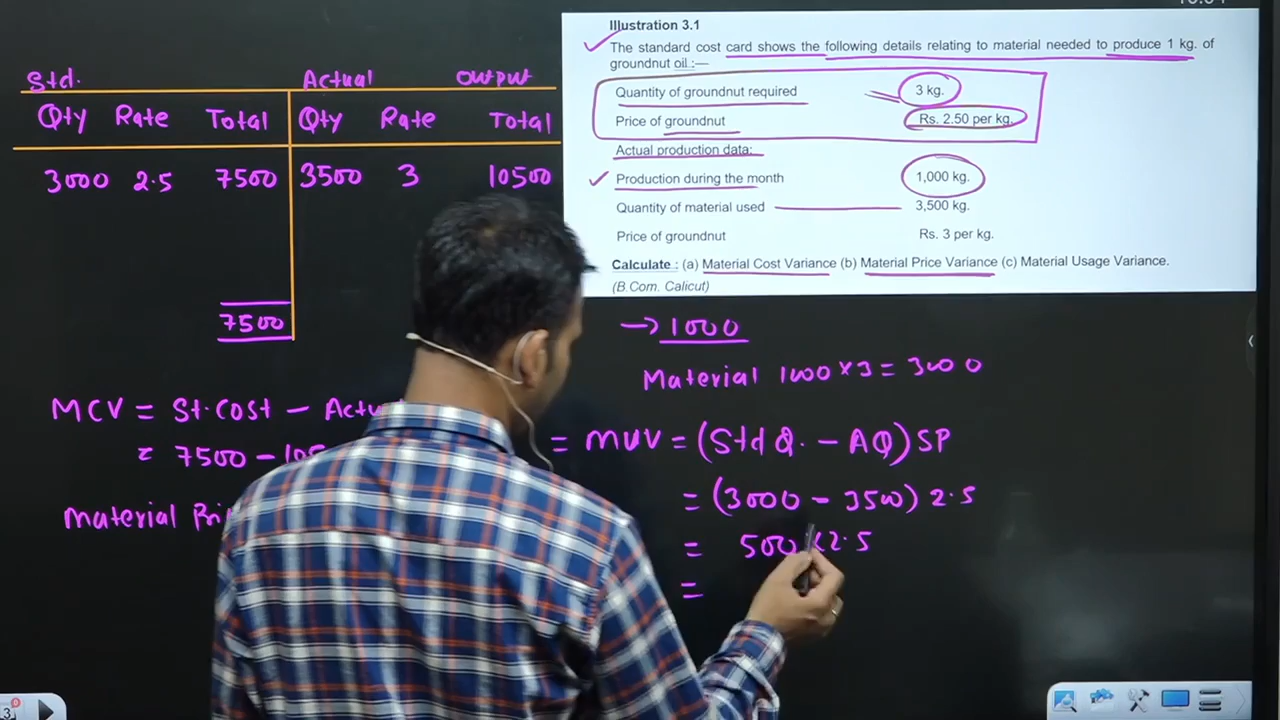 Illustration 3.1
The standard cost card shows the following details relating to material needed to produce 1 kg. of
groundnut oil :—
Quantity of groundnut required 3 kg.
Price of groundnut Rs. 2.50 per kg.
Actual production data:
Production during the month 1,000 kg.
Quantity of material used 3,500 kg.
Price of groundnut Rs. 3 per kg.
Calculate : (a) Material Cost Variance (b) Material Price Variance (c) Material Usage Variance.
(B.Com. Calicut)
Std. Actual Output
Qty Rate Total Qty Rate Total
3000 2.5 7500 3500 3 10500
7500
→ 1000
Material 1000 × 3 = 3000
MCV = St. Cost −
= 7500 −
Material
= MUV = (Std Q. − AQ) SP
= (3000 − 3500) 2.5
= 500 × 2.5
=
3